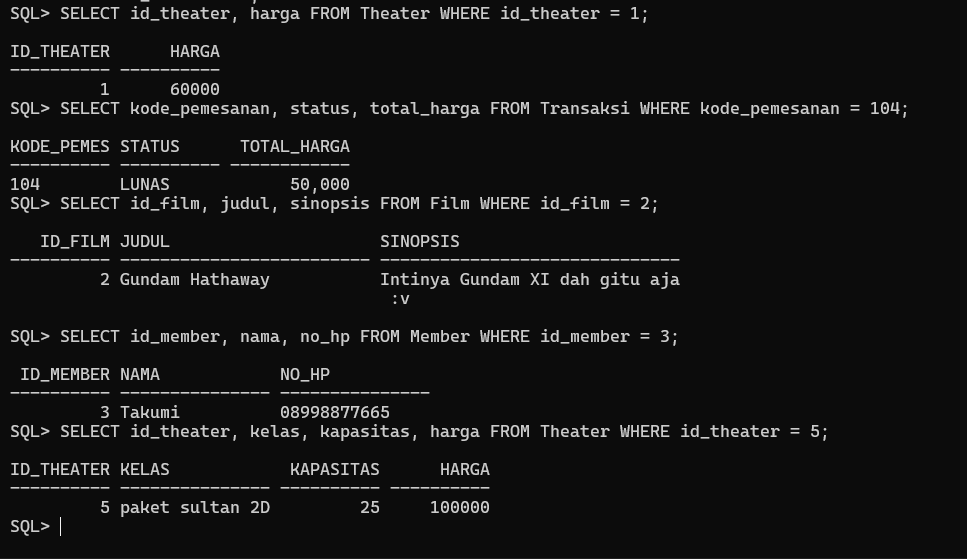 SQL> SELECT id_theater, harga FROM Theater WHERE id_theater = 1;
ID_THEATER      HARGA
---------- ----------
         1      60000
SQL> SELECT kode_pemesanan, status, total_harga FROM Transaksi WHERE kode_pemesanan = 104;
KODE_PEMES STATUS      TOTAL_HARGA
---------- ---------- ------------
104        LUNAS            50,000
SQL> SELECT id_film, judul, sinopsis FROM Film WHERE id_film = 2;
   ID_FILM JUDUL                     SINOPSIS
---------- ------------------------- ------------------------------
         2 Gundam Hathaway           Intinya Gundam XI dah gitu aja
                                      :v
SQL> SELECT id_member, nama, no_hp FROM Member WHERE id_member = 3;
 ID_MEMBER NAMA            NO_HP
---------- --------------- ---------------
         3 Takumi          08998877665
SQL> SELECT id_theater, kelas, kapasitas, harga FROM Theater WHERE id_theater = 5;
ID_THEATER KELAS            KAPASITAS      HARGA
---------- --------------- ---------- ----------
         5 paket sultan 2D         25     100000
SQL>